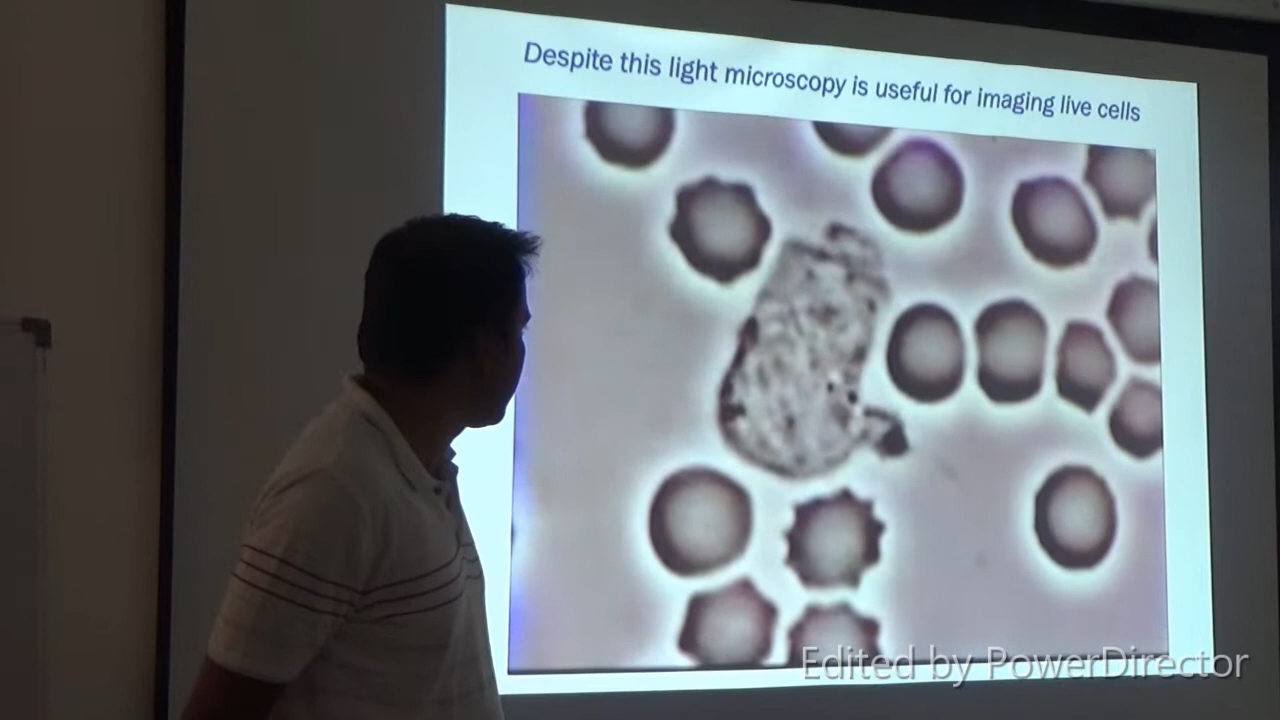 Despite this light microscopy is useful for imaging live cells
Edited by PowerDirector